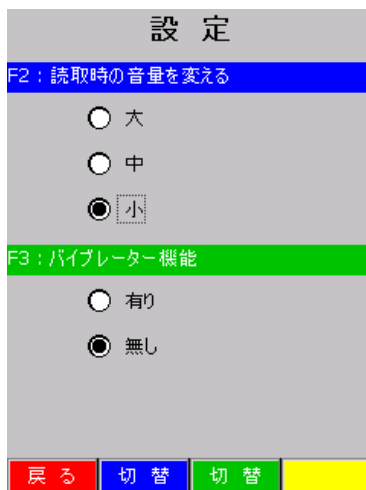 設 定
F2：読取時の音量を変える
大
中
小
F3：バイブレーター機能
有り
無し
戻 る 切 替 切 替